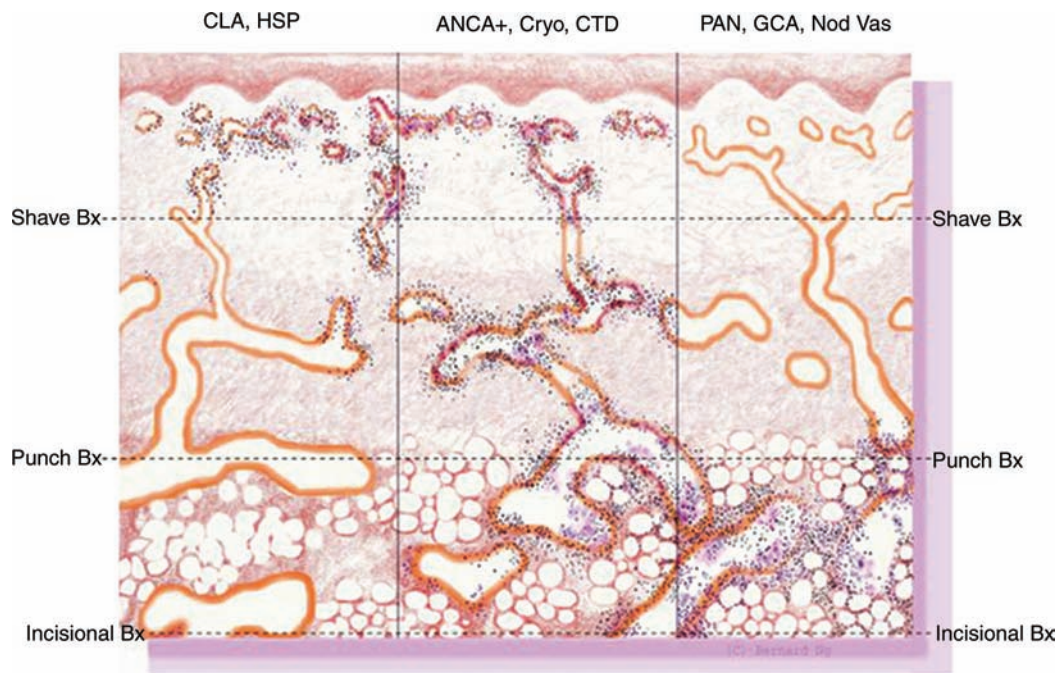 CLA, HSP
ANCA+, Cryo, CTD
PAN, GCA, Nod Vas
Shave Bx
Shave Bx
Punch Bx
Punch Bx
Incisional Bx
Incisional Bx
(C) Bernard Ng